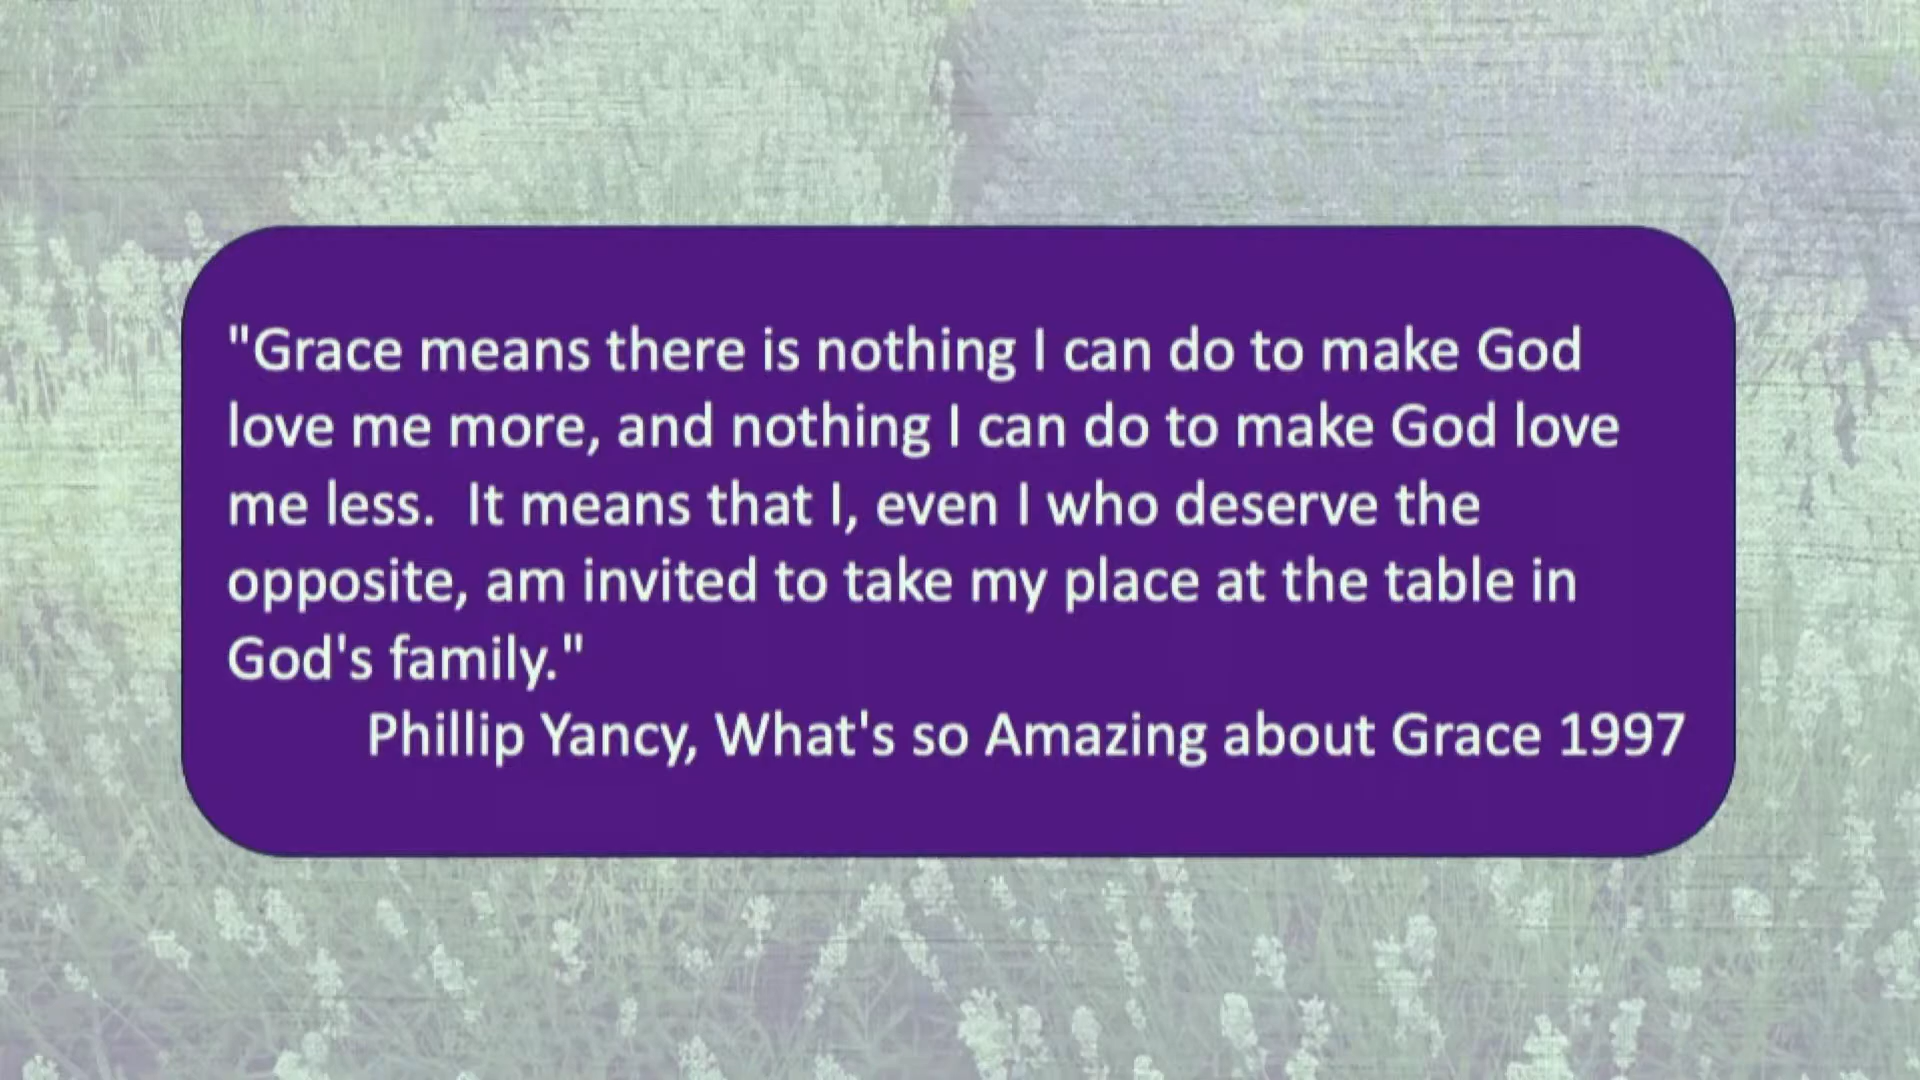 "Grace means there is nothing I can do to make God
love me more, and nothing I can do to make God love
me less.  It means that I, even I who deserve the
opposite, am invited to take my place at the table in
God's family."
Phillip Yancy, What's so Amazing about Grace 1997